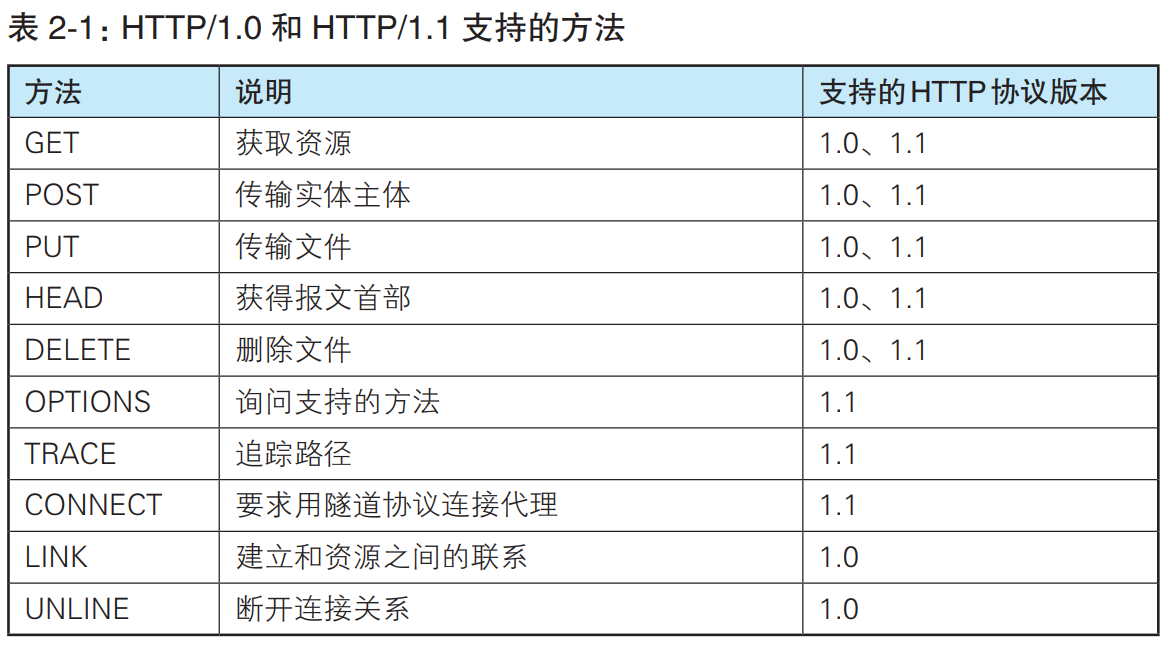 表 2-1：HTTP/1.0 和 HTTP/1.1 支持的方法
方法 说明 支持的HTTP协议版本
GET 获取资源 1.0、1.1
POST 传输实体主体 1.0、1.1
PUT 传输文件 1.0、1.1
HEAD 获得报文首部 1.0、1.1
DELETE 删除文件 1.0、1.1
OPTIONS 询问支持的方法 1.1
TRACE 追踪路径 1.1
CONNECT 要求用隧道协议连接代理 1.1
LINK 建立和资源之间的联系 1.0
UNLINE 断开连接关系 1.0